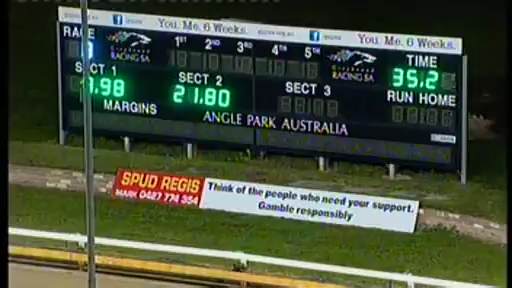 You. Me. 6 Weeks.
You. Me. 6 Weeks.
RACE 1st 2nd 3rd 4th 5th TIME
RACING SA
RACING SA
35.2
SECT 1 SECT 2 SECT 3 RUN HOME
.98 21.80
MARGINS
ANGLE PARK AUSTRALIA
SPUD REGIS
MARK 0427 774 354
Think of the people who need your support.
Gamble responsibly